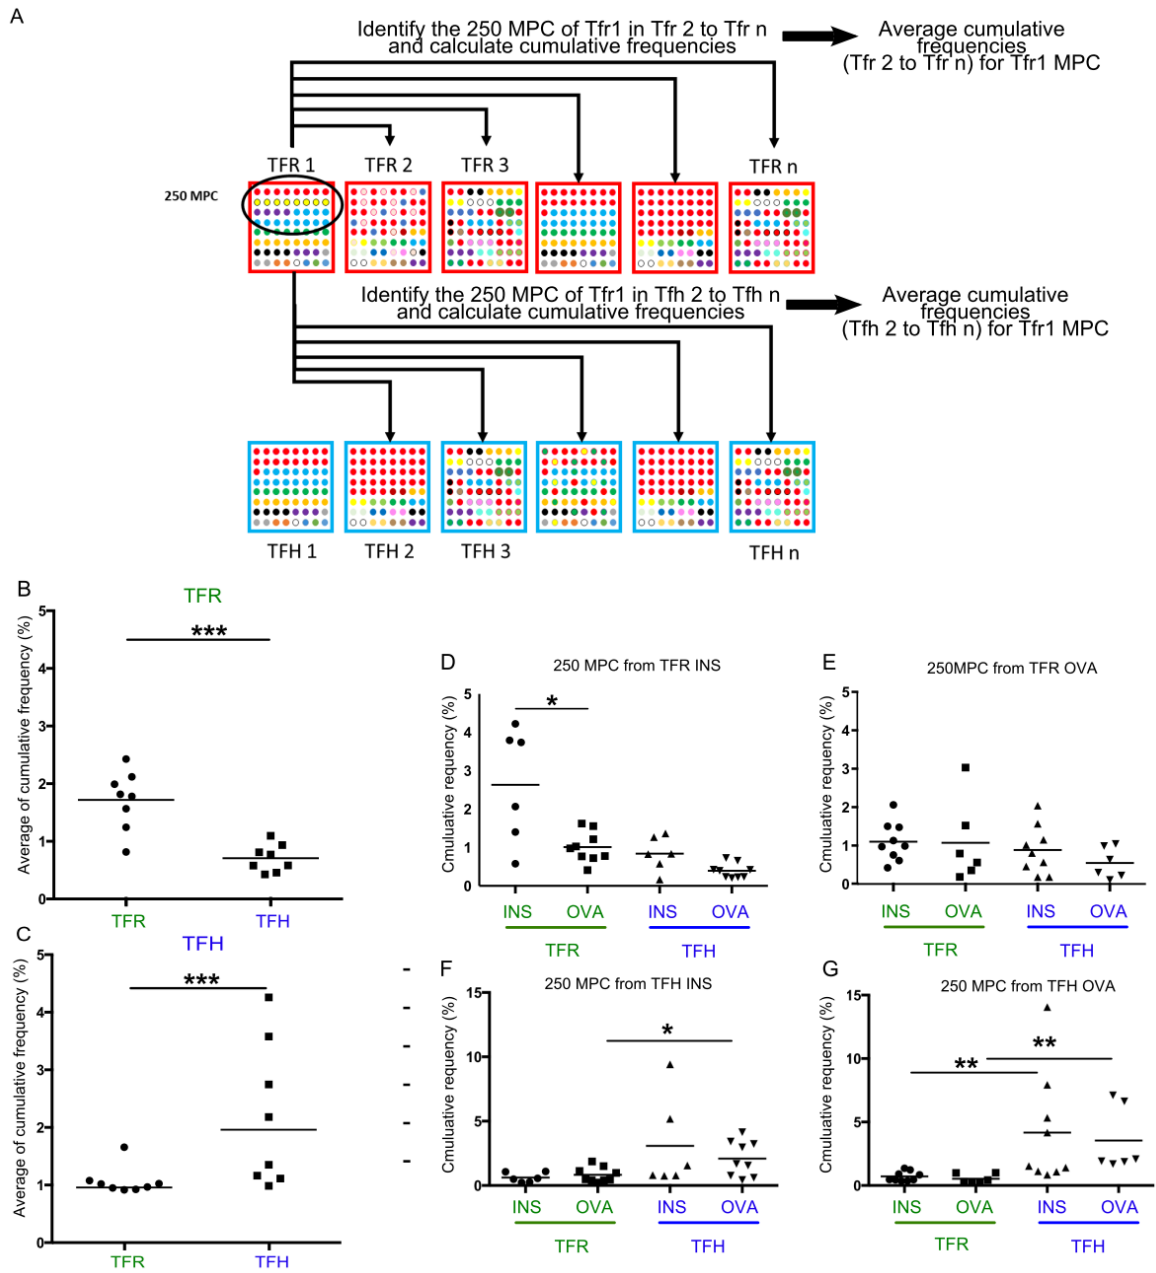 A
Identify the 250 MPC of Tfr1 in Tfr 2 to Tfr n
and calculate cumulative frequencies
Average cumulative
frequencies
(Tfr 2 to Tfr n) for Tfr1 MPC
TFR 1
TFR 2
TFR 3
TFR n
250 MPC
Identify the 250 MPC of Tfr1 in Tfh 2 to Tfh n
and calculate cumulative frequencies
Average cumulative
frequencies
(Tfh 2 to Tfh n) for Tfr1 MPC
TFH 1
TFH 2
TFH 3
TFH n
B
TFR
Average of cumulative frequency (%)
5
4
3
2
1
0
***
TFR
TFH
C
TFH
Average of cumulative frequency (%)
5
4
3
2
1
0
***
TFR
TFH
D
250 MPC from TFR INS
Cmuluative requency (%)
5
4
3
2
1
0
*
INS
OVA
INS
OVA
TFR
TFH
E
250MPC from TFR OVA
Cmuluative requency (%)
5
4
3
2
1
0
INS
OVA
INS
OVA
TFR
TFH
F
250 MPC from TFH INS
Cmuluative requency (%)
15
10
5
0
*
INS
OVA
INS
OVA
TFR
TFH
G
250 MPC from TFH OVA
Cmuluative requency (%)
15
10
5
0
**
**
INS
OVA
INS
OVA
TFR
TFH